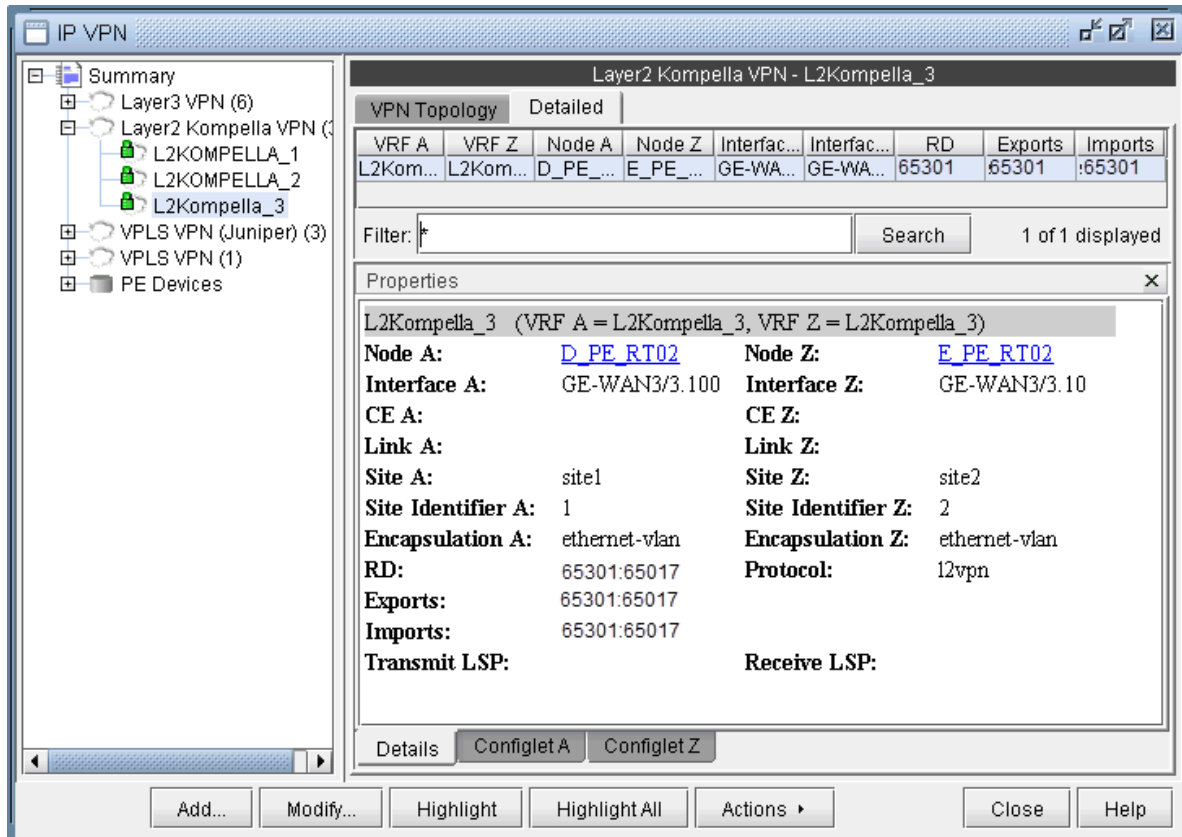 IP VPN
Summary
Layer3 VPN (6)
Layer2 Kompella VPN (
L2KOMPELLA_1
L2KOMPELLA_2
L2Kompella_3
VPLS VPN (Juniper) (3)
VPLS VPN (1)
PE Devices
Layer2 Kompella VPN - L2Kompella_3
VPN Topology Detailed
VRF A VRF Z Node A Node Z Interfac... Interfac... RD Exports Imports
L2Kom... L2Kom... D_PE_... E_PE_... GE-WA... GE-WA... 65301 65301 :65301
Filter: * Search 1 of 1 displayed
Properties
L2Kompella_3 (VRF A = L2Kompella_3, VRF Z = L2Kompella_3)
Node A: D_PE_RT02 Node Z: E_PE_RT02
Interface A: GE-WAN3/3.100 Interface Z: GE-WAN3/3.10
CE A: CE Z:
Link A: Link Z:
Site A: site1 Site Z: site2
Site Identifier A: 1 Site Identifier Z: 2
Encapsulation A: ethernet-vlan Encapsulation Z: ethernet-vlan
RD: 65301:65017 Protocol: l2vpn
Exports: 65301:65017
Imports: 65301:65017
Transmit LSP: Receive LSP:
Details Configlet A Configlet Z
Add... Modify... Highlight Highlight All Actions Close Help